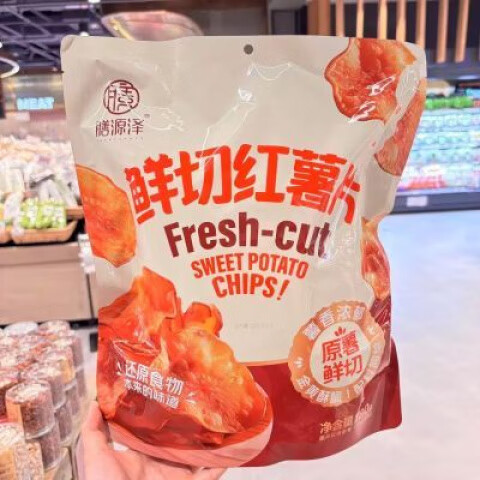 MEAT
膳源泽
鲜切红薯片
Fresh-cut
SWEET POTATO
CHIPS!
薯香浓郁
原薯
鲜切
还原食物
本来的味道
净含量